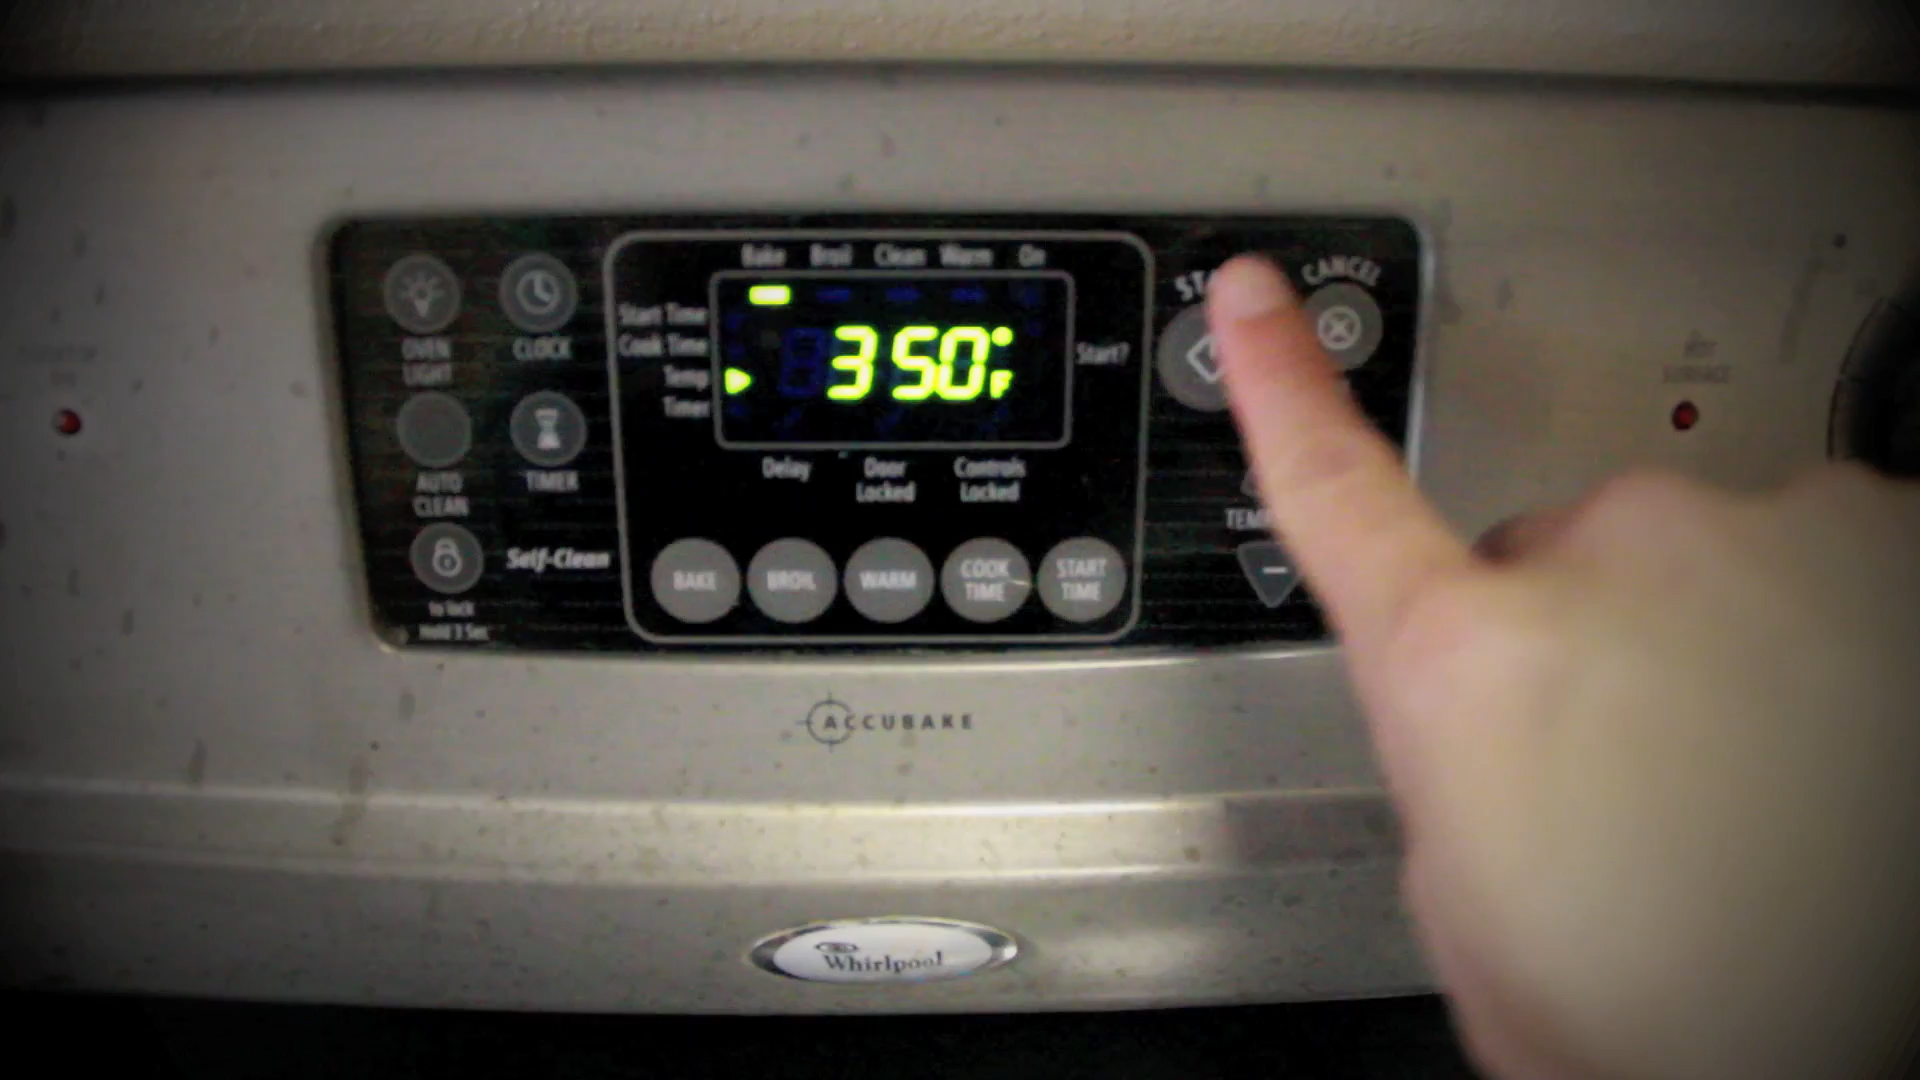 Bake Broil Clean Warm On
Start Time
Cook Time
Temp
Timer
350°F
Start?
Delay Door Locked Controls Locked
OVEN LIGHT
CLOCK
AUTO CLEAN
TIMER
Self-Clean
to lock
Hold 3 Sec
BAKE
BROIL
WARM
COOK TIME
START TIME
CANCEL
ACCUBAKE
Whirlpool